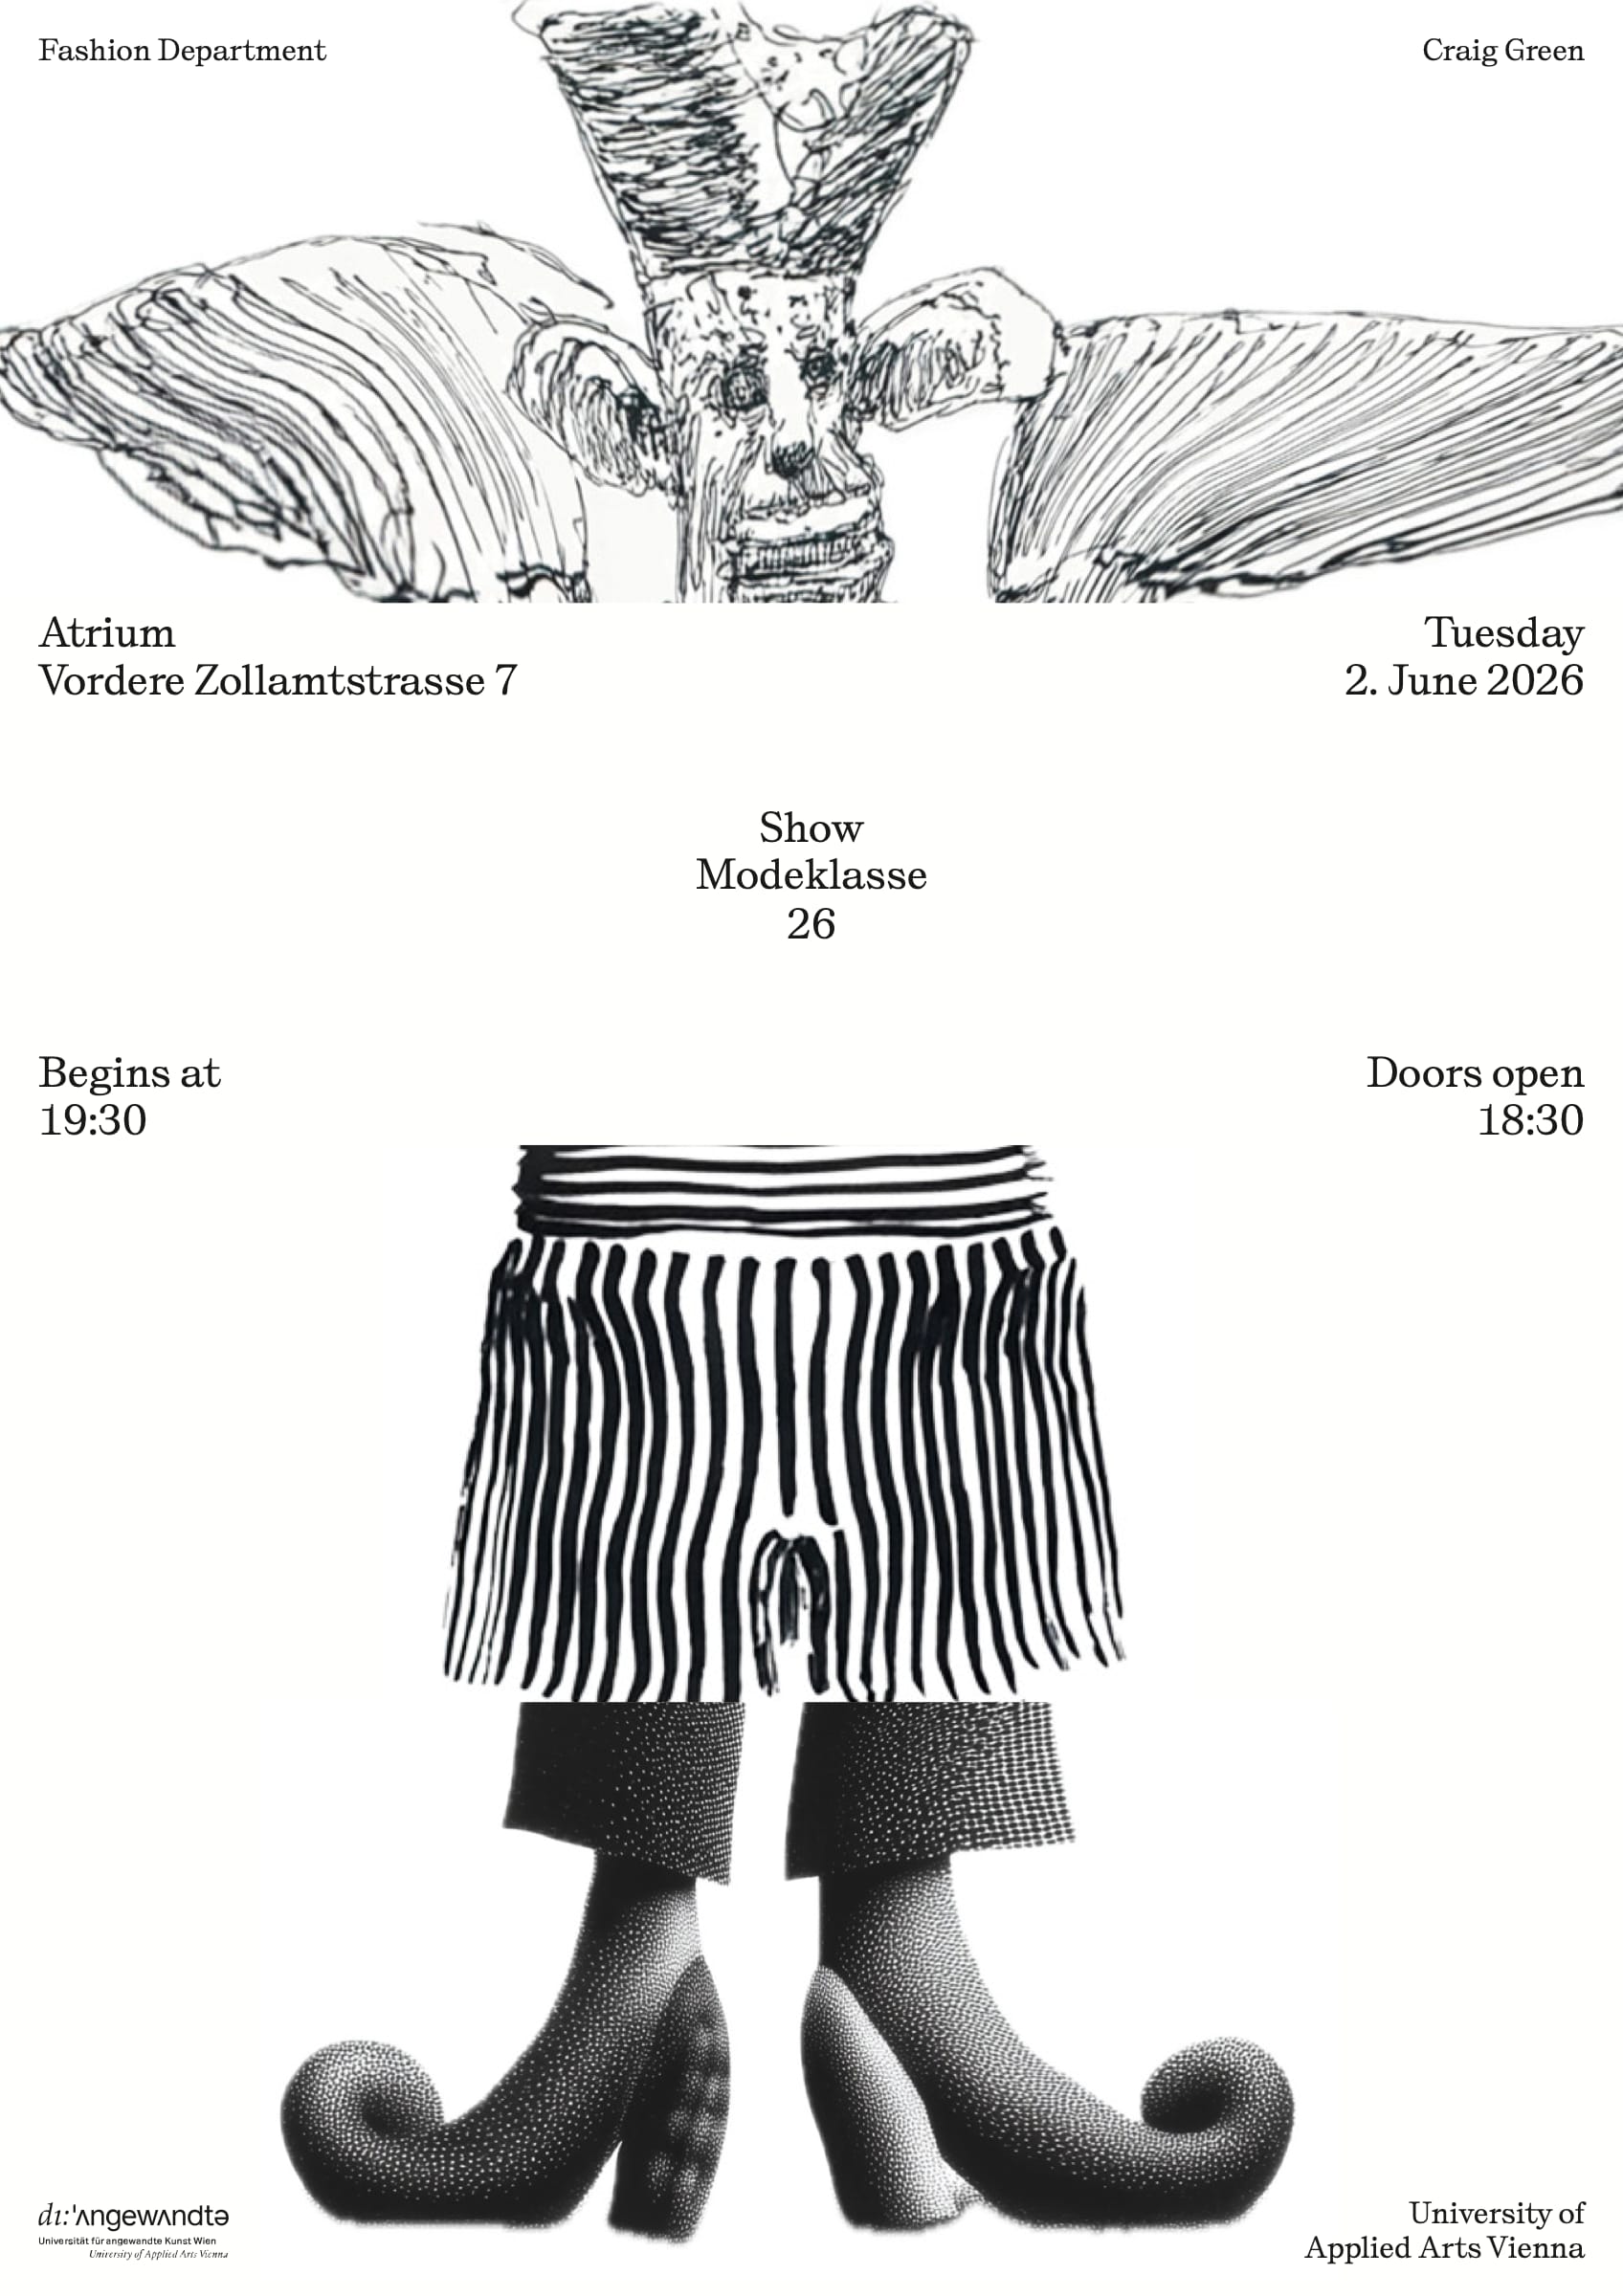 Fashion Department
Craig Green
Atrium
Vordere Zollamtstrasse 7
Tuesday
2. June 2026
Show
Modeklasse
26
Begins at
19:30
Doors open
18:30
dı:'ʌngewʌndtə
Universität für angewandte Kunst Wien
University of Applied Arts Vienna
University of
Applied Arts Vienna